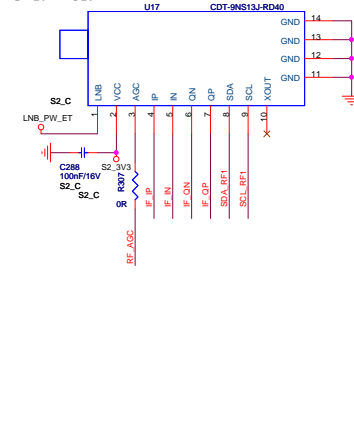 U17 CDT-9NS13J-RD40
GND 14
GND 13
GND 12
GND 11
LNB VCC AGC IP IN QN QP SDA SCL XOUT
1 2 3 4 5 6 7 8 9 10
S2_C
LNB_PW_ET
S2_3V3
C288
100nF/16V
S2_C
S2_C
R307
0R
IF_IP IF_IN IF_QN IF_QP SDA_RF1 SCL_RF1
RF_AGC